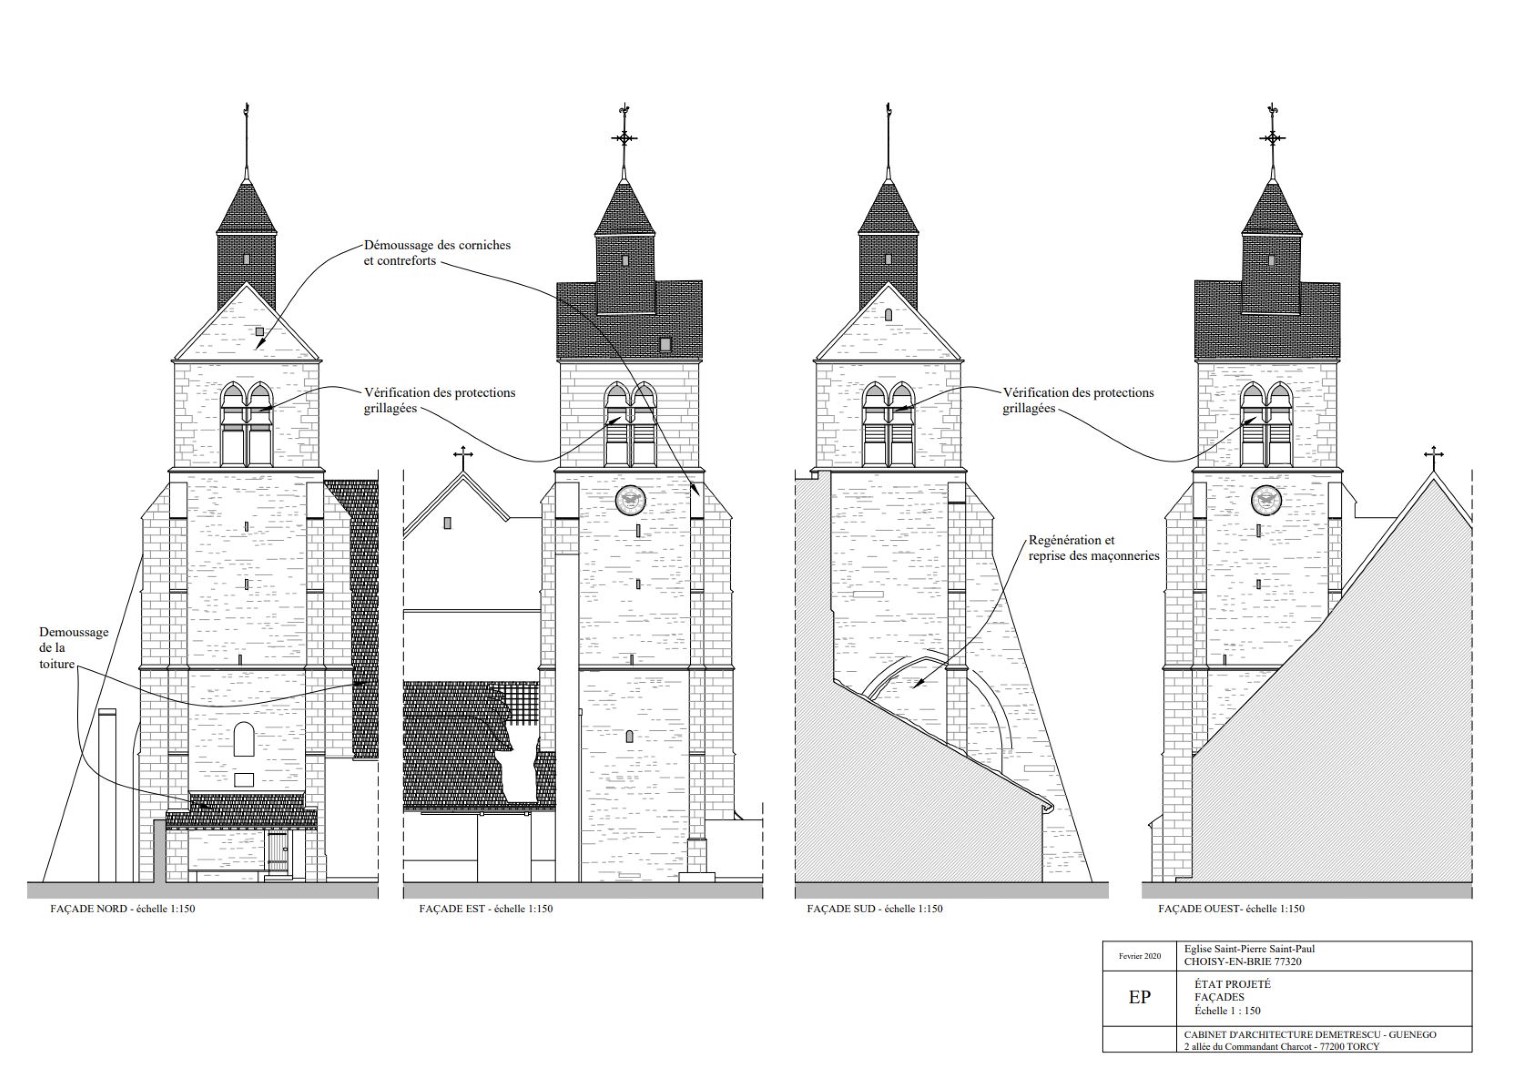 Démoussage des corniches
et contreforts
Vérification des protections
grillagées
Vérification des protections
grillagées
Regénération et
reprise des maçonneries
Demoussage
de la
toiture
FAÇADE NORD - échelle 1:150
FAÇADE EST - échelle 1:150
FAÇADE SUD - échelle 1:150
FAÇADE OUEST- échelle 1:150
Fevrier 2020
Eglise Saint-Pierre Saint-Paul
CHOISY-EN-BRIE 77320
EP
ÉTAT PROJETÉ
FAÇADES
Échelle 1 : 150
CABINET D'ARCHITECTURE DEMETRESCU - GUENEGO
2 allée du Commandant Charcot - 77200 TORCY